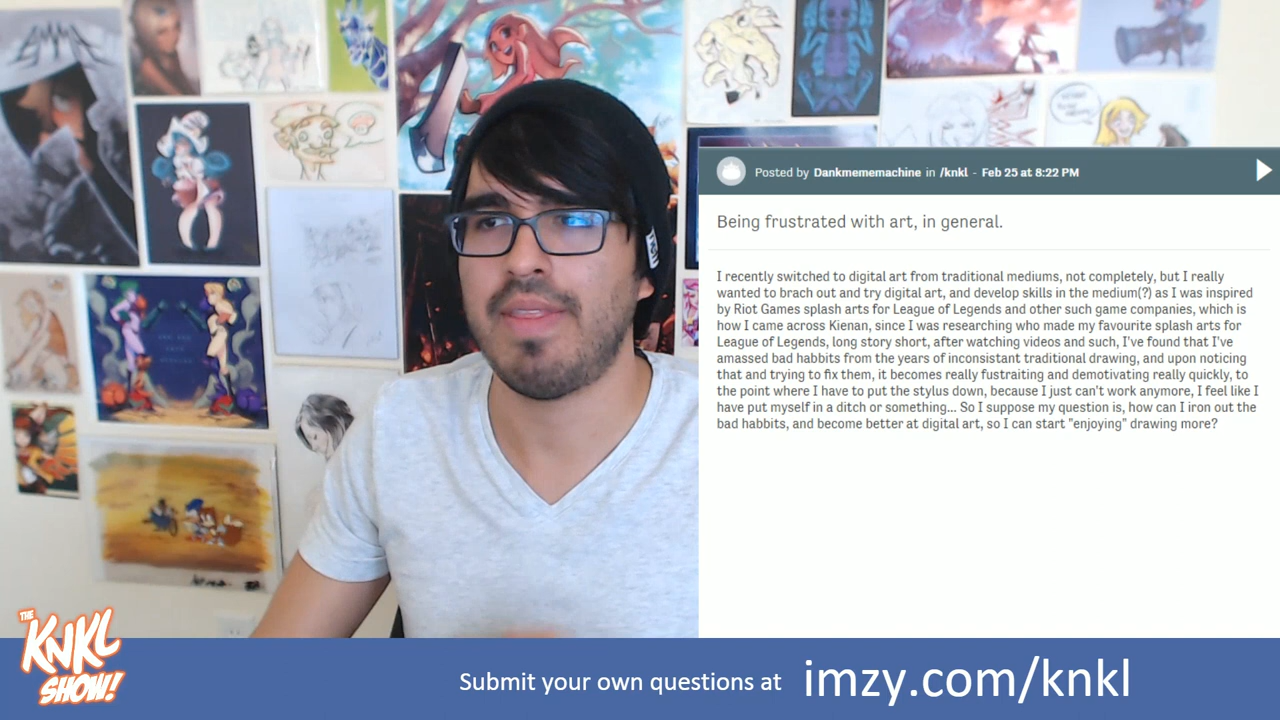 Posted by Dankmememachine in /knkl - Feb 25 at 8:22 PM
Being frustrated with art, in general.
I recently switched to digital art from traditional mediums, not completely, but I really
wanted to brach out and try digital art, and develop skills in the medium(?) as I was inspired
by Riot Games splash arts for League of Legends and other such game companies, which is
how I came across Kienan, since I was researching who made my favourite splash arts for
League of Legends, long story short, after watching videos and such, I've found that I've
amassed bad habbits from the years of inconsistant traditional drawing, and upon noticing
that and trying to fix them, it becomes really fustraiting and demotivating really quickly, to
the point where I have to put the stylus down, because I just can't work anymore, I feel like I
have put myself in a ditch or something... So I suppose my question is, how can I iron out the
bad habbits, and become better at digital art, so I can start "enjoying" drawing more?
THE
KNKL
SHOW!
Submit your own questions at imzy.com/knkl